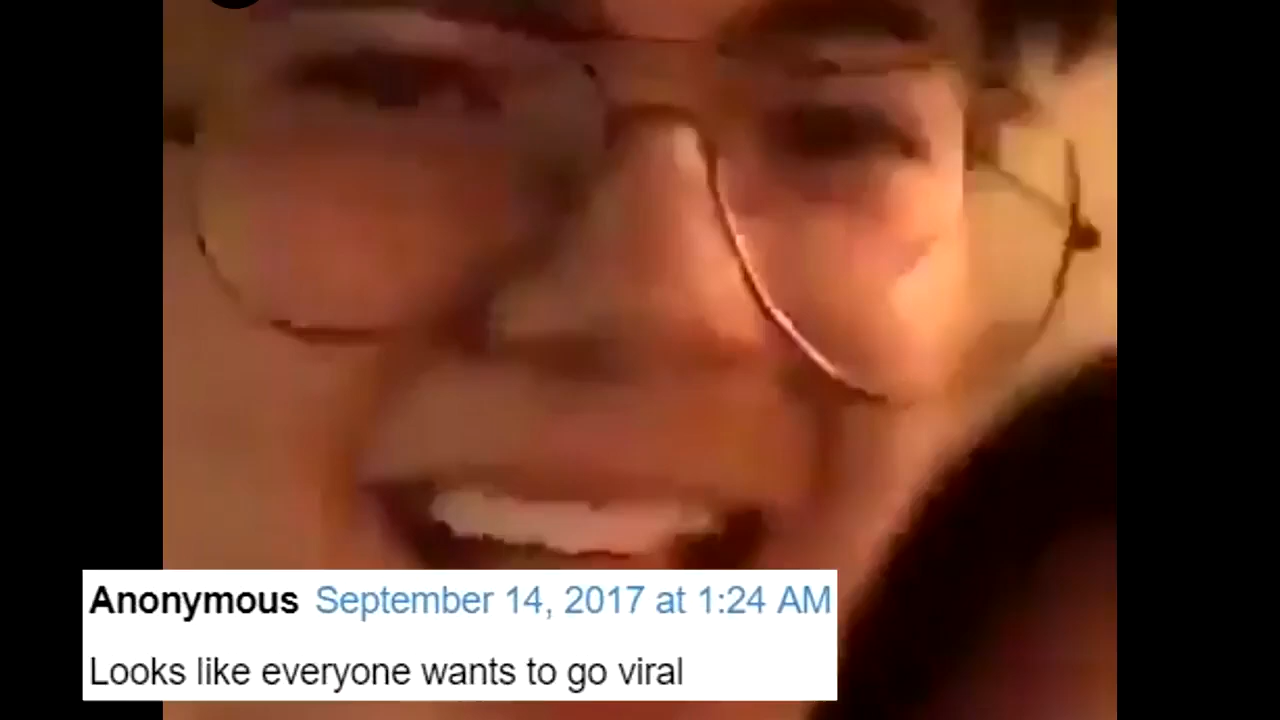 Anonymous September 14, 2017 at 1:24 AM
Looks like everyone wants to go viral